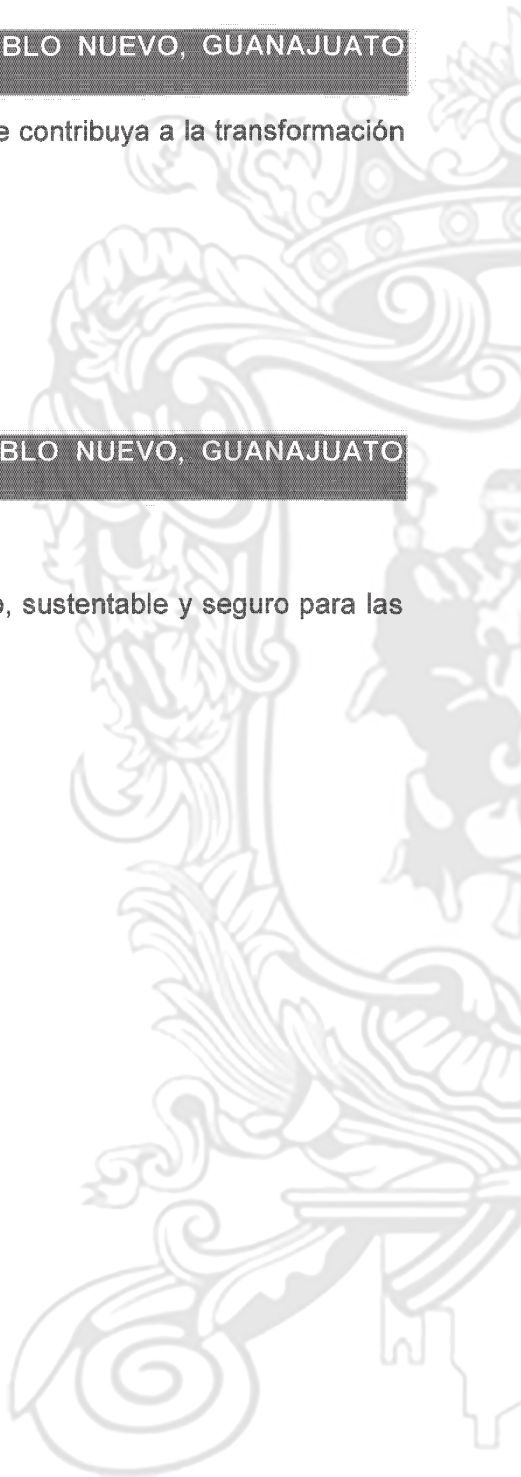 BLO NUEVO, GUANAJUATO
e contribuya a la transformación
BLO NUEVO, GUANAJUATO
, sustentable y seguro para las